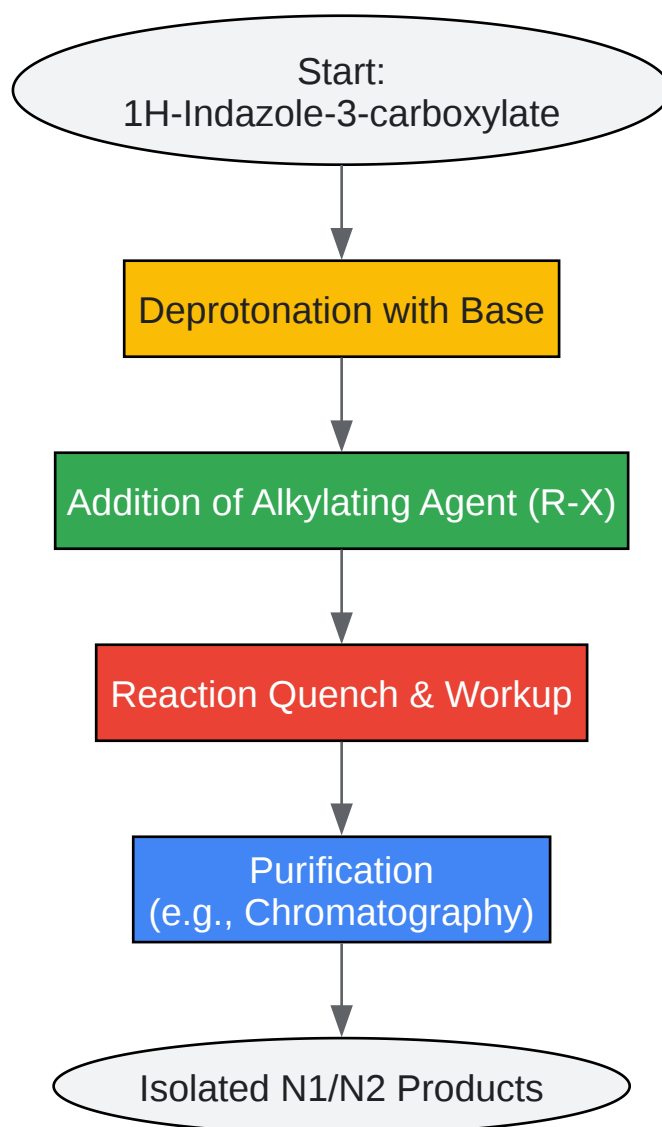 Start:
1H-Indazole-3-carboxylate
Deprotonation with Base
Addition of Alkylating Agent (R-X)
Reaction Quench & Workup
Purification
(e.g., Chromatography)
Isolated N1/N2 Products